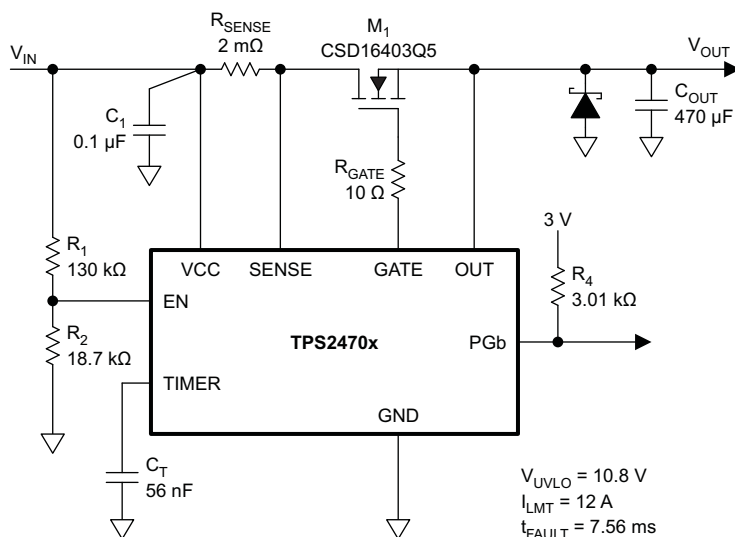 M1
RSENSE
CSD16403Q5
2 mΩ
VIN
VOUT
C1
0.1 µF
COUT
470 µF
RGATE
10 Ω
3 V
R1
130 kΩ
VCC
SENSE
GATE
OUT
R4
3.01 kΩ
EN
R2
18.7 kΩ
TPS2470x
PGb
TIMER
GND
CT
56 nF
VUVLO = 10.8 V
ILMT = 12 A
tFAULT = 7.56 ms